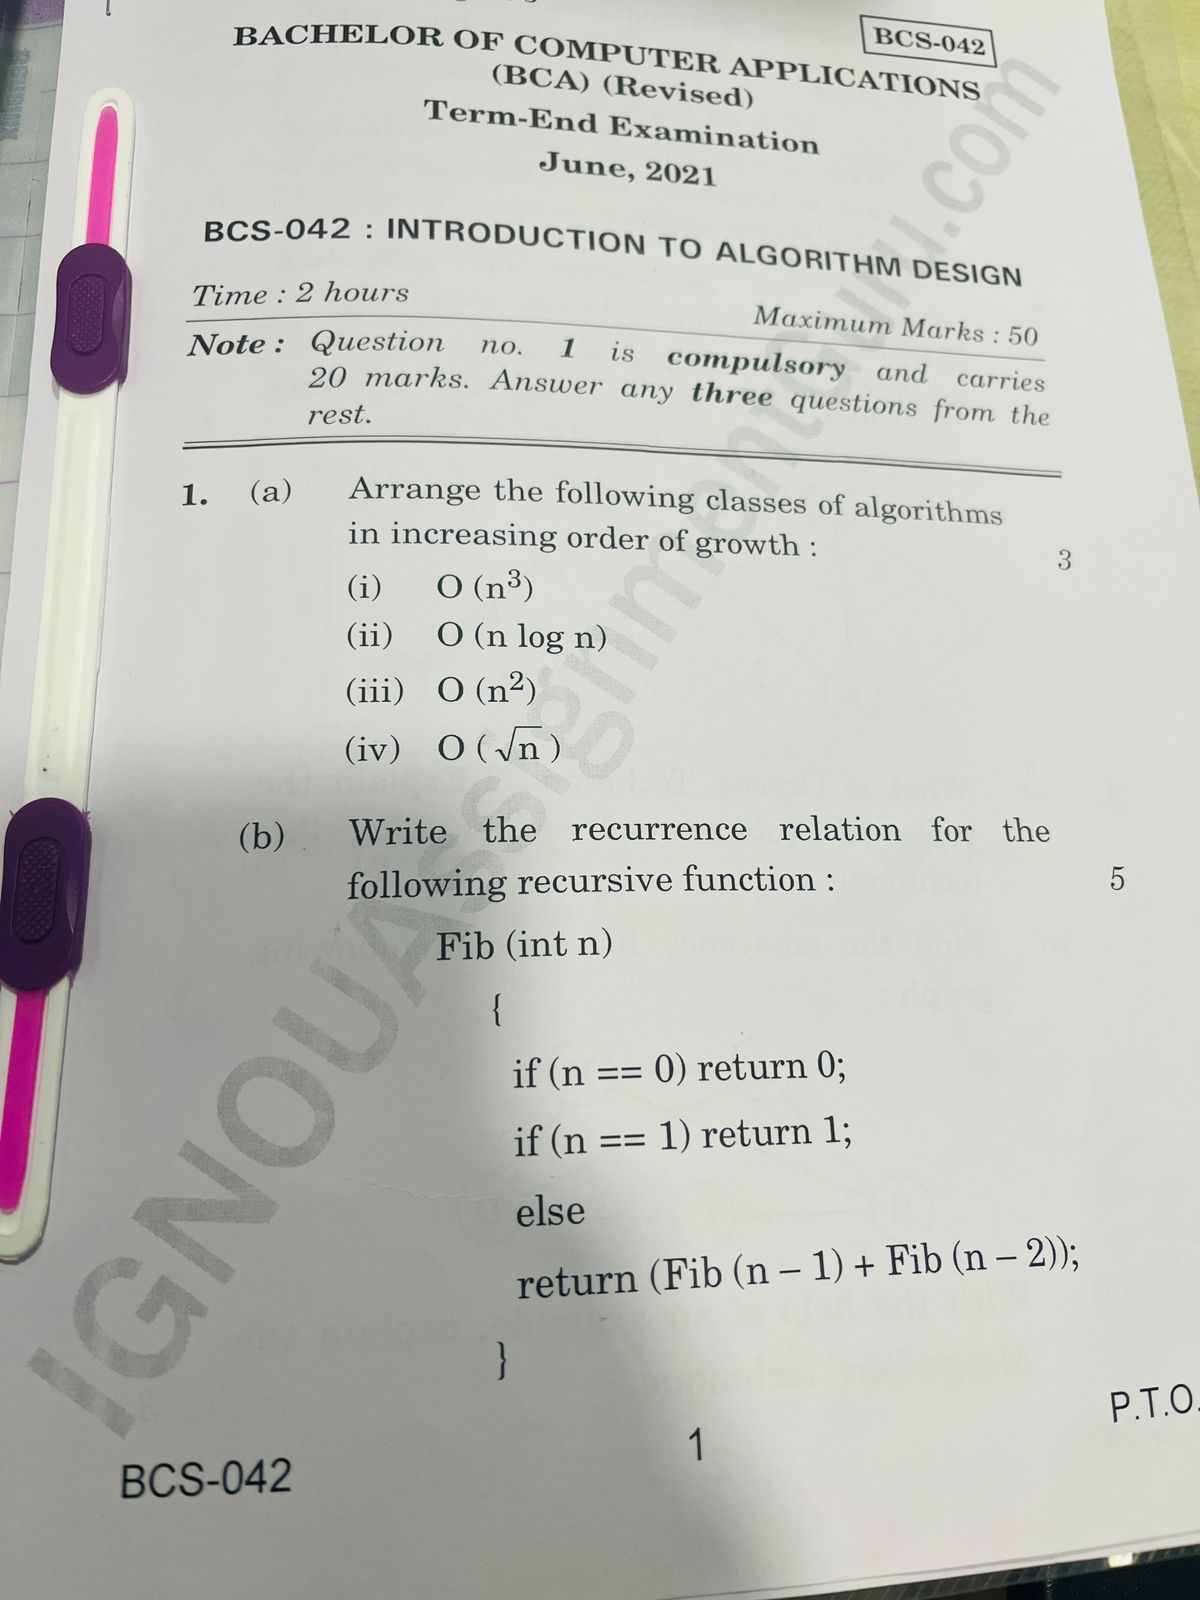 BCS-042
BACHELOR OF COMPUTER APPLICATIONS
(BCA) (Revised)
Term-End Examination
June, 2021
BCS-042 : INTRODUCTION TO ALGORITHM DESIGN
Time : 2 hours
Maximum Marks : 50
Note : Question no. 1 is compulsory and carries
20 marks. Answer any three questions from the
rest.
1. (a) Arrange the following classes of algorithms
in increasing order of growth : 3
(i) O (n³)
(ii) O (n log n)
(iii) O (n²)
(iv) O (√n)
(b) Write the recurrence relation for the
following recursive function : 5
Fib (int n)
{
if (n == 0) return 0;
if (n == 1) return 1;
else
return (Fib (n – 1) + Fib (n – 2));
}
BCS-042
1
P.T.O.
IGNOUAssignmentGuru.com